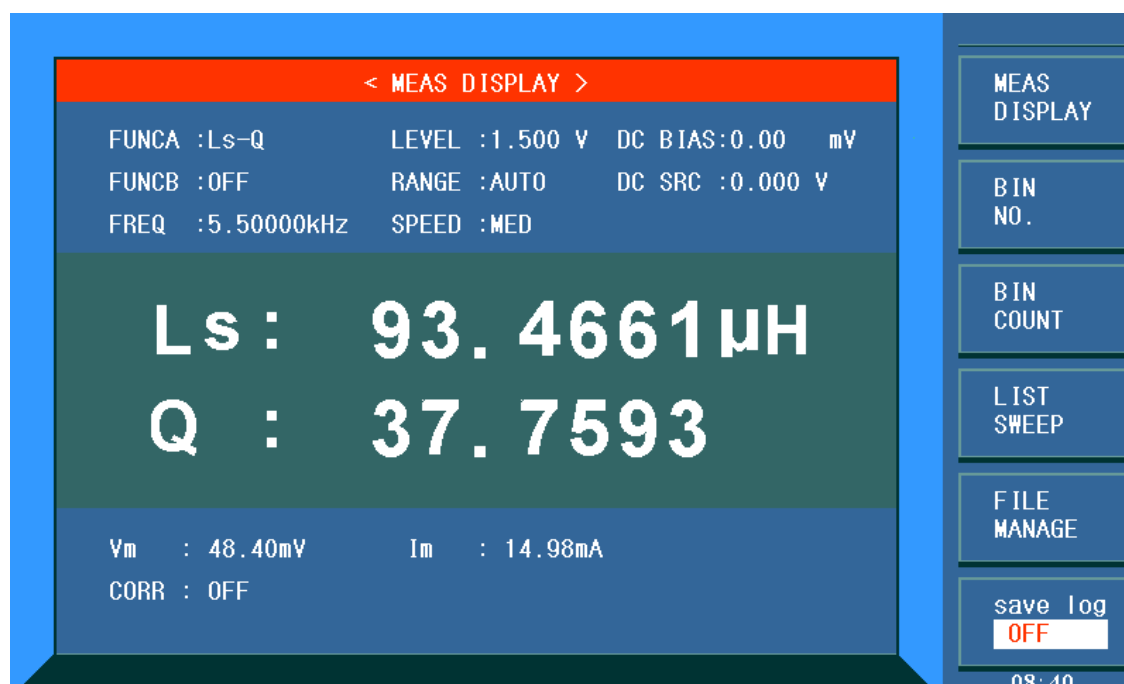 < MEAS DISPLAY >
FUNCA :Ls-Q LEVEL :1.500 V DC BIAS:0.00 mV
FUNCB :OFF RANGE :AUTO DC SRC :0.000 V
FREQ :5.50000kHz SPEED :MED
Ls: 93.4661µH
Q : 37.7593
Vm : 48.40mV Im : 14.98mA
CORR : OFF
MEAS
DISPLAY
BIN
NO.
BIN
COUNT
LIST
SWEEP
FILE
MANAGE
save log
OFF
08:40